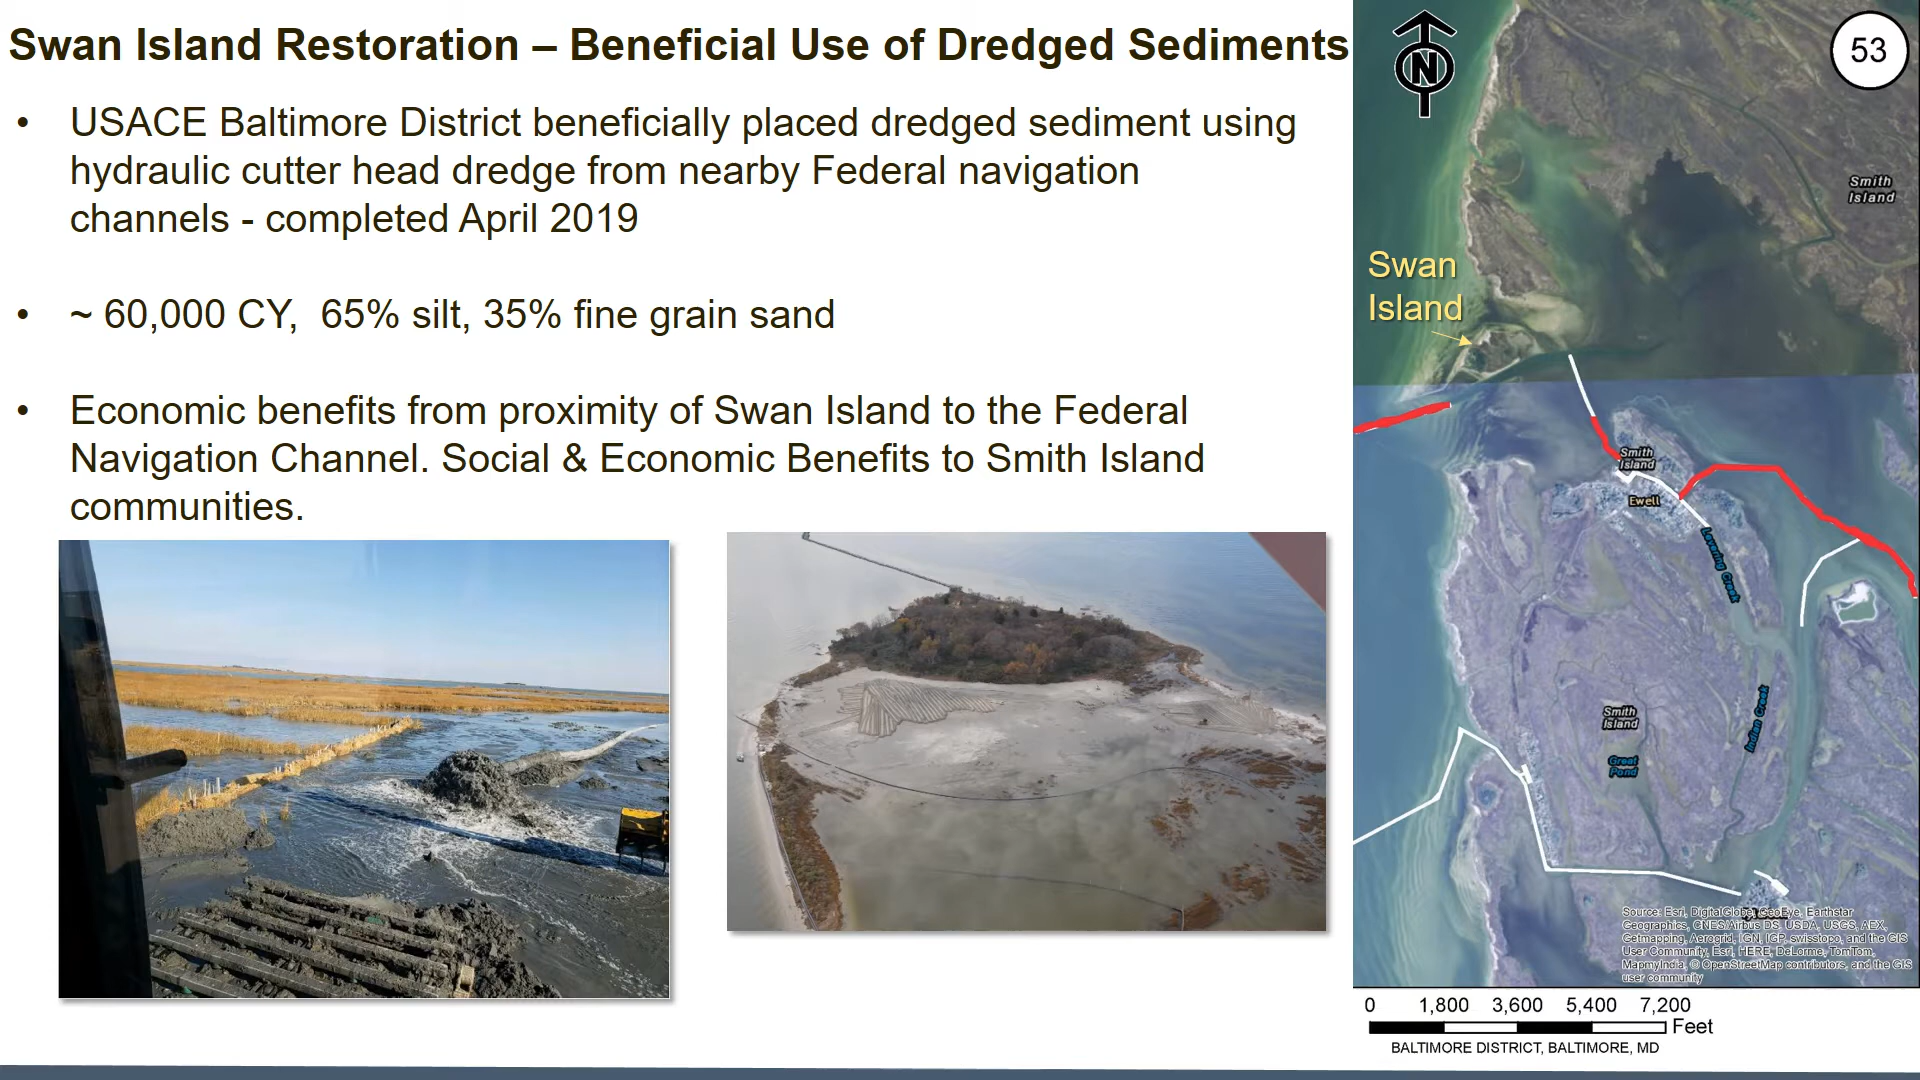 Swan Island Restoration – Beneficial Use of Dredged Sediments
53
• USACE Baltimore District beneficially placed dredged sediment using
hydraulic cutter head dredge from nearby Federal navigation
channels - completed April 2019
• ~ 60,000 CY, 65% silt, 35% fine grain sand
• Economic benefits from proximity of Swan Island to the Federal
Navigation Channel. Social & Economic Benefits to Smith Island
communities.
N
Smith
Island
Swan
Island
Smith
Island
Ewell
Levering Creek
Smith
Island
Indian Creek
Great
Pond
Source: Esri, DigitalGlobe, GeoEye, Earthstar
Geographics, CNES/Airbus DS, USDA, USGS, AEX,
Getmapping, Aerogrid, IGN, IGP, swisstopo, and the GIS
User Community, Esri, HERE, DeLorme, TomTom,
MapmyIndia, © OpenStreetMap contributors, and the GIS
user community
0 1,800 3,600 5,400 7,200
Feet
BALTIMORE DISTRICT, BALTIMORE, MD